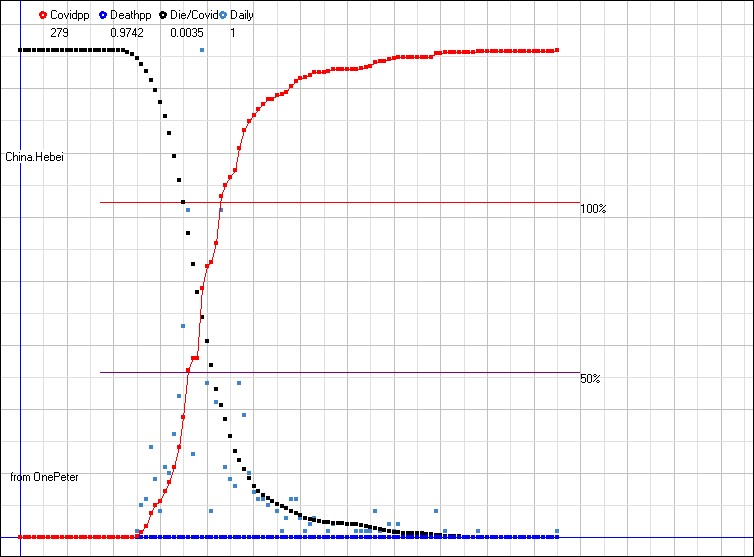 Covidpp Deathpp Die/Covid Daily
279 0.9742 0.0035 1
China.Hebei
100%
50%
from OnePeter